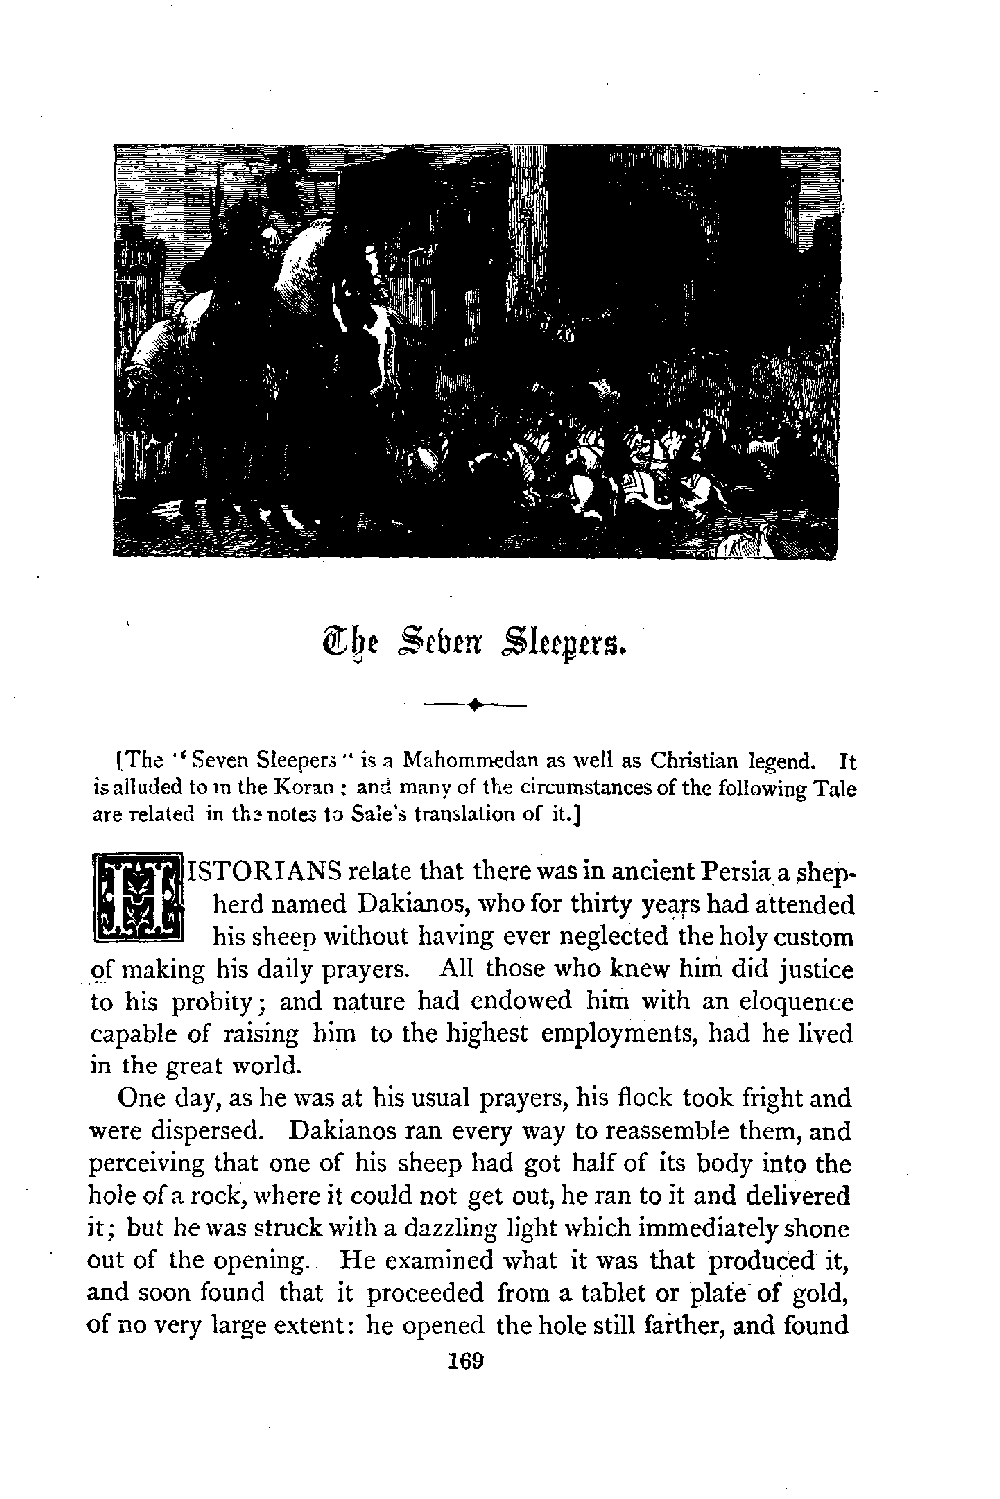 The Seven Sleepers.
[The "Seven Sleepers" is a Mahommedan as well as Christian legend. It
is alluded to in the Koran; and many of the circumstances of the following Tale
are related in the notes to Sale's translation of it.]
HISTORIANS relate that there was in ancient Persia a shep-
herd named Dakianos, who for thirty years had attended
his sheep without having ever neglected the holy custom
of making his daily prayers. All those who knew him did justice
to his probity; and nature had endowed him with an eloquence
capable of raising him to the highest employments, had he lived
in the great world.
One day, as he was at his usual prayers, his flock took fright and
were dispersed. Dakianos ran every way to reassemble them, and
perceiving that one of his sheep had got half of its body into the
hole of a rock, where it could not get out, he ran to it and delivered
it; but he was struck with a dazzling light which immediately shone
out of the opening. He examined what it was that produced it,
and soon found that it proceeded from a tablet or plate of gold,
of no very large extent: he opened the hole still farther, and found
169